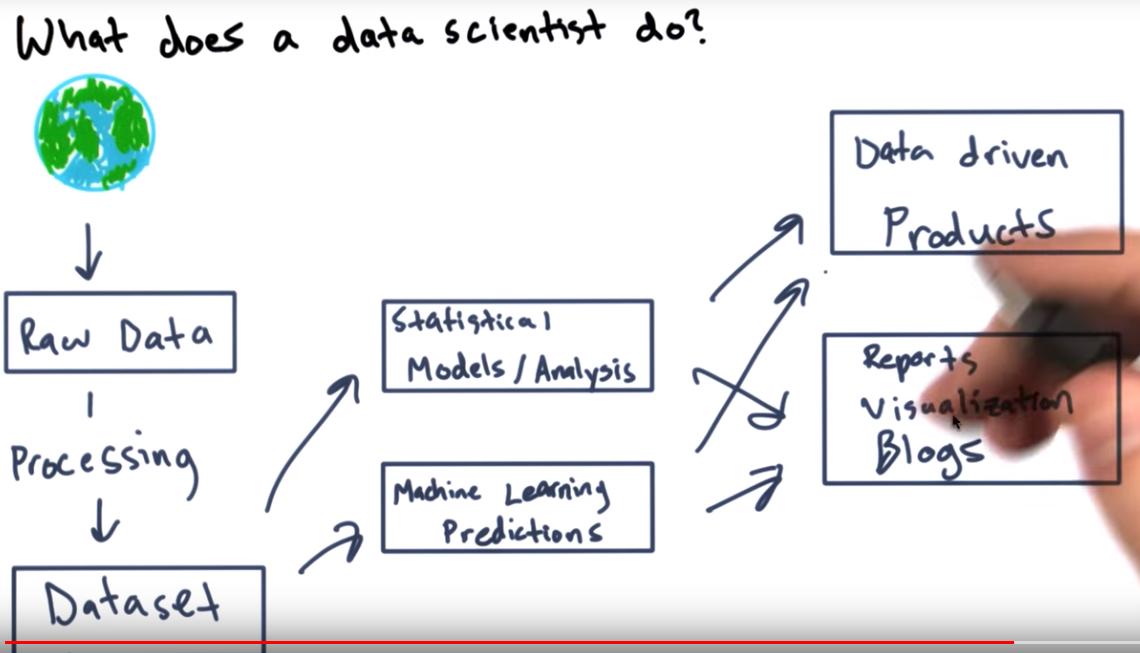 What does a data scientist do?
Raw Data
Processing
Dataset
Statistical
Models / Analysis
Machine Learning
Predictions
Data driven
Products
Reports
Visualization
Blogs